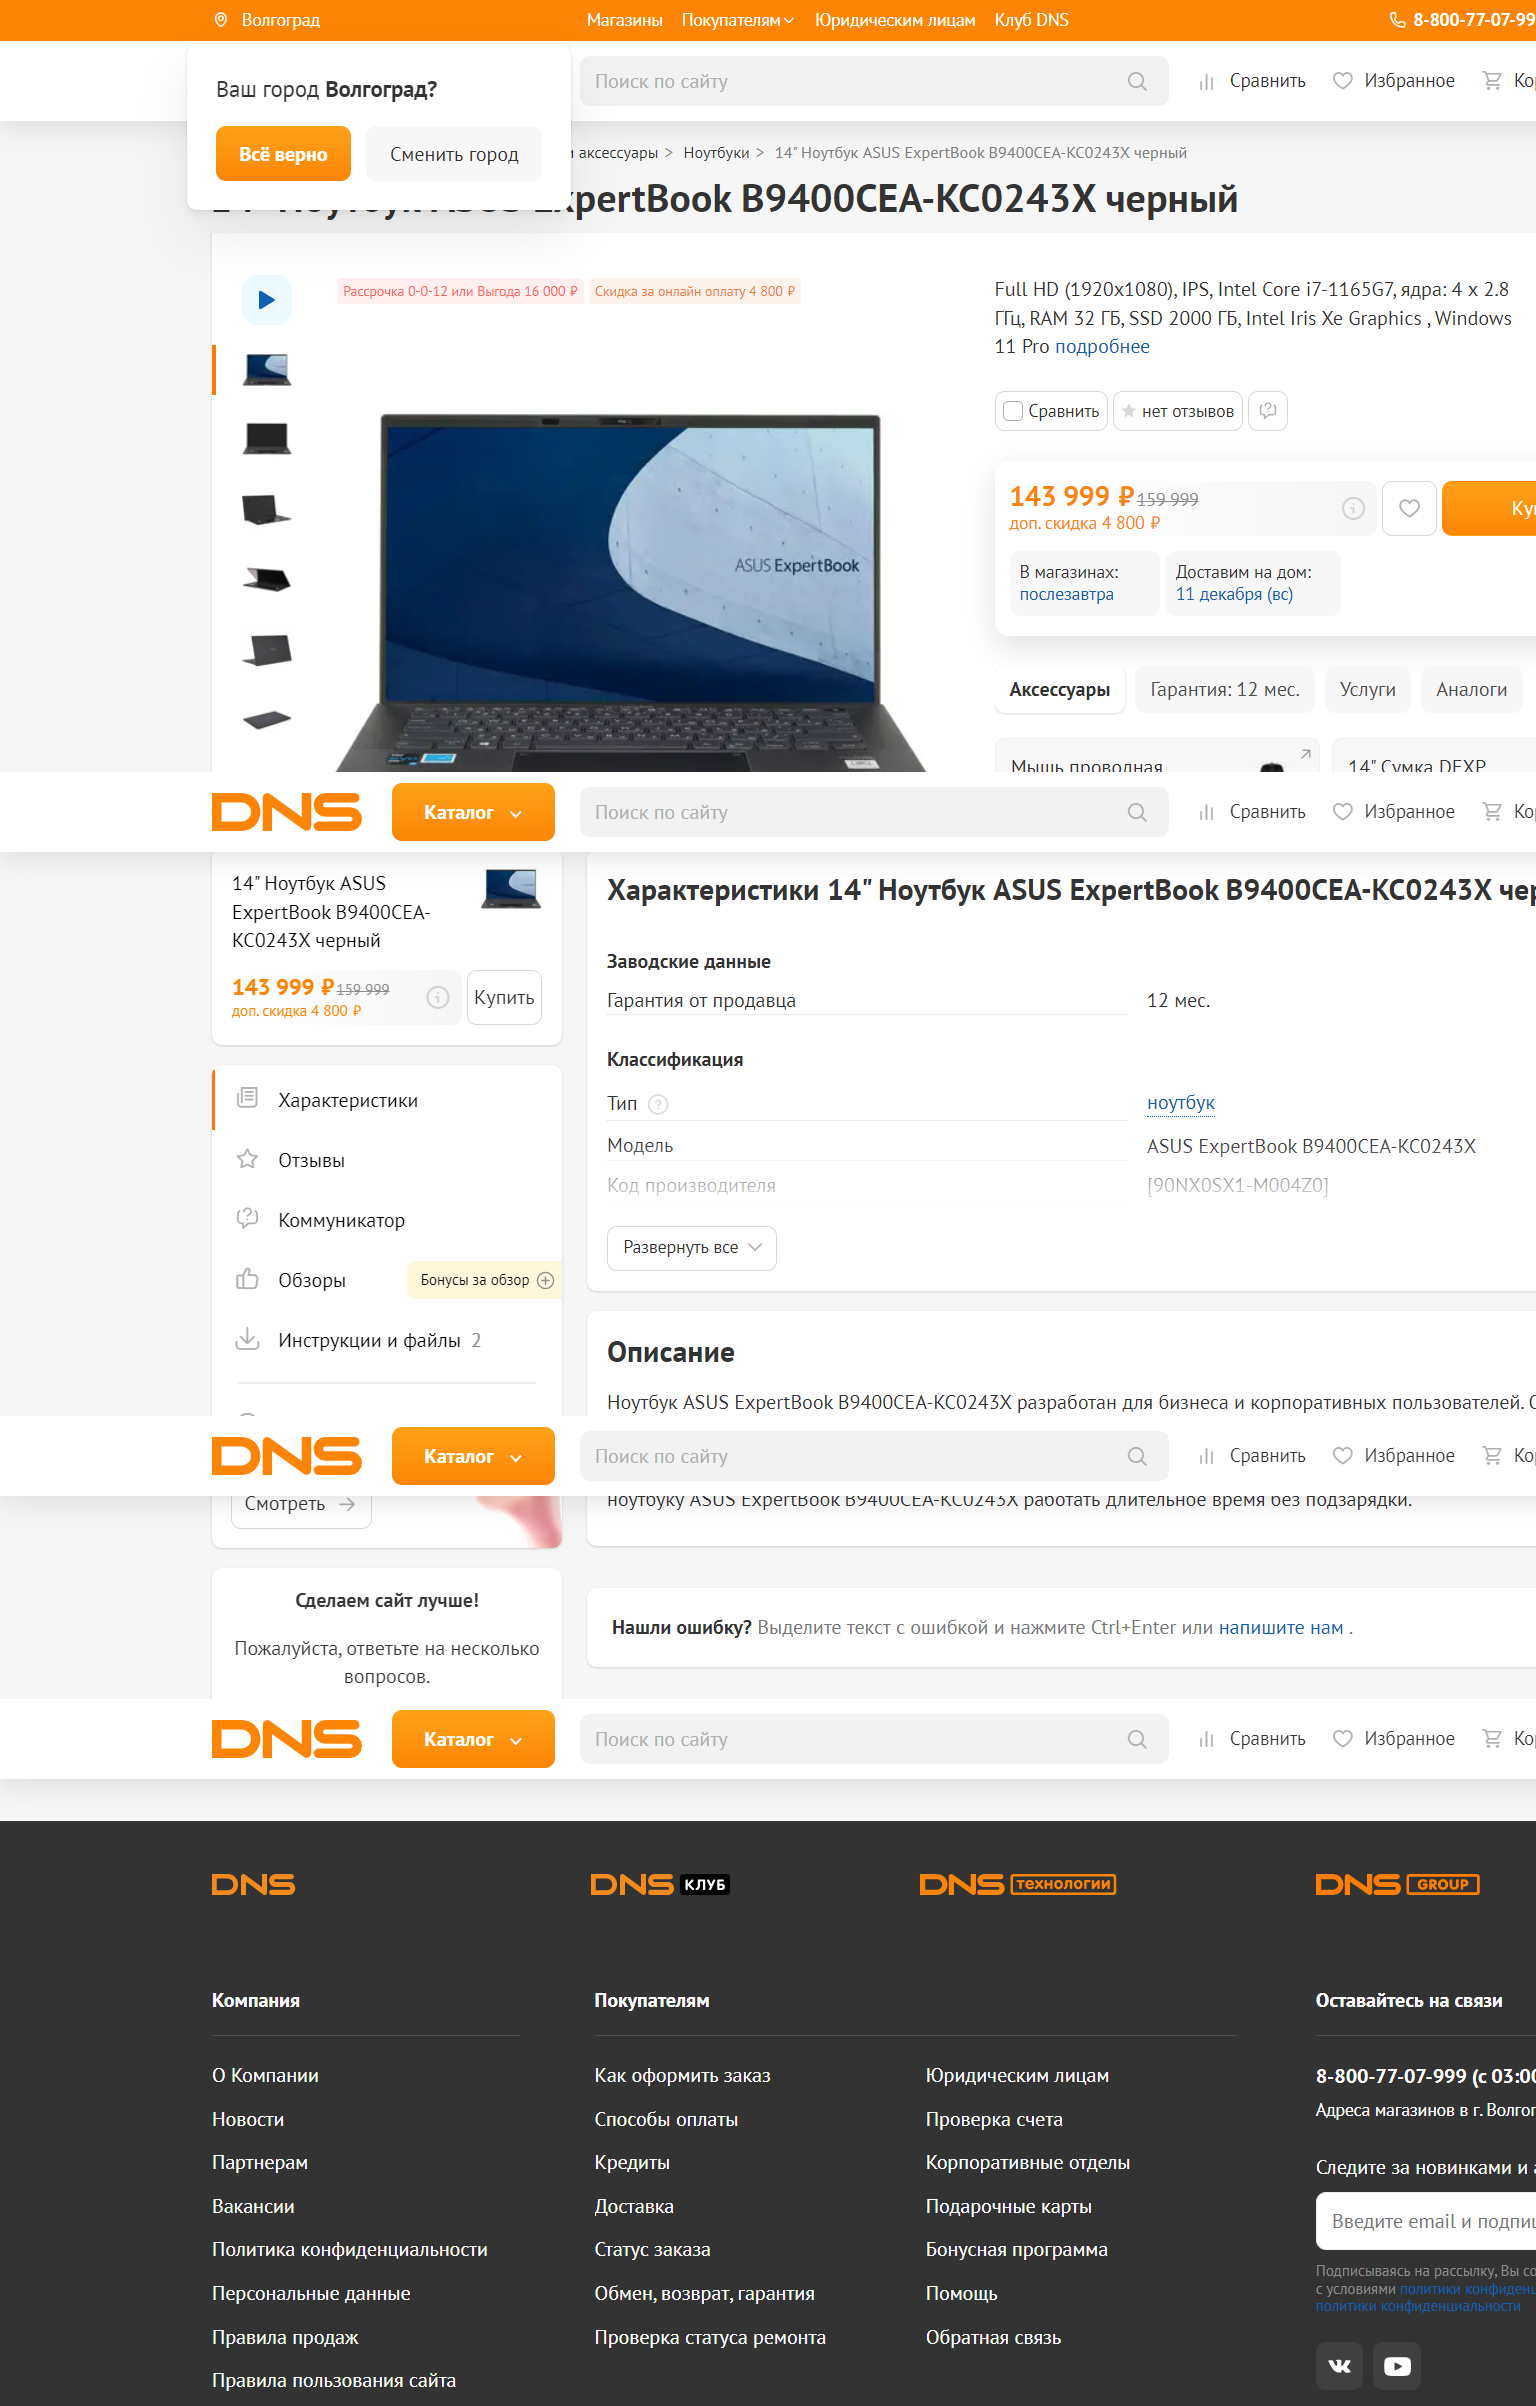 Волгоград
Магазины Покупателям Юридическим лицам Клуб DNS
8-800-77-07-99
Ваш город Волгоград?
Всё верно Сменить город
Поиск по сайту
Сравнить Избранное
и аксессуары > Ноутбуки > 14" Ноутбук ASUS ExpertBook B9400CEA-KC0243X черный
14" Ноутбук ASUS ExpertBook B9400CEA-KC0243X черный
Рассрочка 0-0-12 или Выгода 16 000 ₽ Скидка за онлайн оплату 4 800 ₽
ASUS ExpertBook
Full HD (1920x1080), IPS, Intel Core i7-1165G7, ядра: 4 х 2.8
ГГц, RAM 32 ГБ, SSD 2000 ГБ, Intel Iris Xe Graphics , Windows
11 Pro подробнее
Сравнить нет отзывов
143 999 ₽ 159 999
доп. скидка 4 800 ₽
В магазинах:
послезавтра
Доставим на дом:
11 декабря (вс)
Аксессуары Гарантия: 12 мес. Услуги Аналоги
Мышь проводная 14" Сумка DEXP
DNS Каталог Поиск по сайту Сравнить Избранное
14" Ноутбук ASUS
ExpertBook B9400CEA-
KC0243X черный
143 999 ₽ 159 999
доп. скидка 4 800 ₽
Купить
Характеристики
Отзывы
Коммуникатор
Обзоры Бонусы за обзор
Инструкции и файлы 2
Характеристики 14" Ноутбук ASUS ExpertBook B9400CEA-KC0243X чер
Заводские данные
Гарантия от продавца 12 мес.
Классификация
Тип ? ноутбук
Модель ASUS ExpertBook B9400CEA-KC0243X
Код производителя [90NX0SX1-M004Z0]
Развернуть все
Описание
Ноутбук ASUS ExpertBook B9400CEA-KC0243X разработан для бизнеса и корпоративных пользователей.
DNS Каталог Поиск по сайту Сравнить Избранное
Смотреть
ноутбуку ASUS ExpertBook B9400CEA-KC0243X работать длительное время без подзарядки.
Сделаем сайт лучше!
Пожалуйста, ответьте на несколько
вопросов.
Нашли ошибку? Выделите текст с ошибкой и нажмите Ctrl+Enter или напишите нам .
DNS Каталог Поиск по сайту Сравнить Избранное
DNS DNS КЛУБ DNS ТЕХНОЛОГИИ DNS GROUP
Компания
О Компании
Новости
Партнерам
Вакансии
Политика конфиденциальности
Персональные данные
Правила продаж
Правила пользования сайта
Покупателям
Как оформить заказ
Способы оплаты
Кредиты
Доставка
Статус заказа
Обмен, возврат, гарантия
Проверка статуса ремонта
Юридическим лицам
Проверка счета
Корпоративные отделы
Подарочные карты
Бонусная программа
Помощь
Обратная связь
Оставайтесь на связи
8-800-77-07-999 (с 03:00
Адреса магазинов в г. Волгог
Следите за новинками и а
Введите email и подпиш
Подписываясь на рассылку, Вы со
с условиями политики конфиденц
политики конфиденциальности